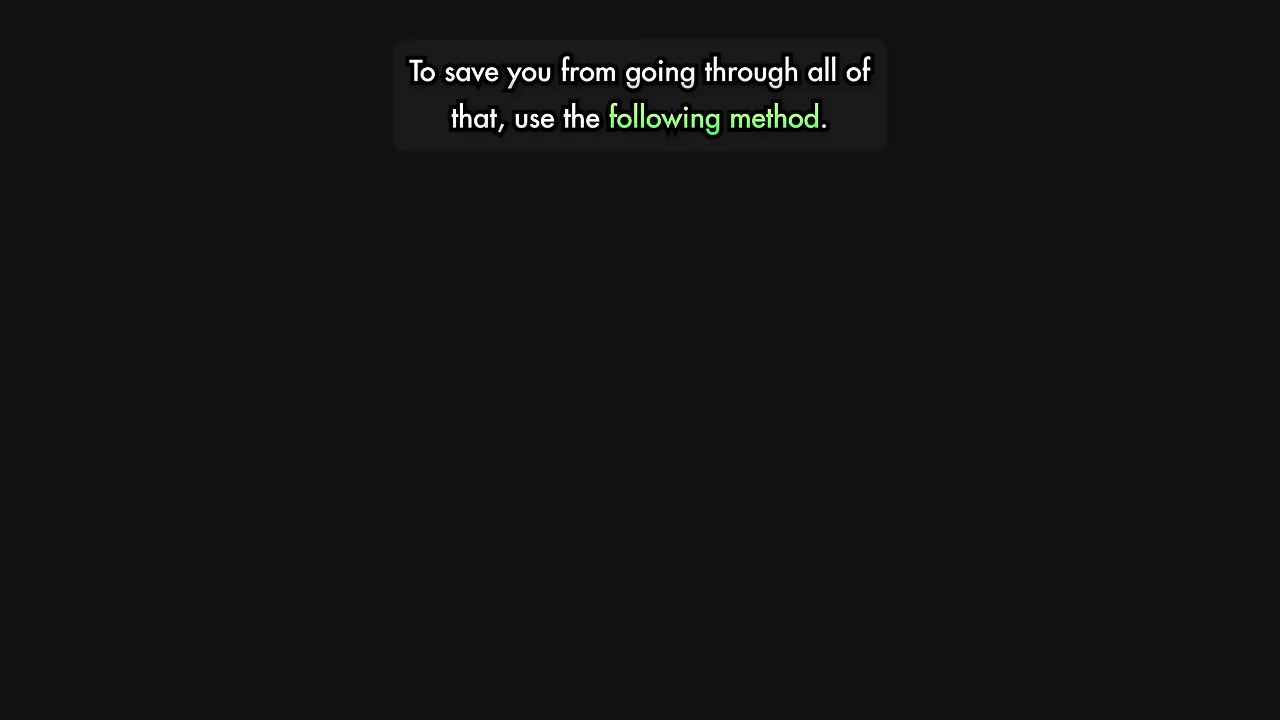 To save you from going through all of
that, use the following method.